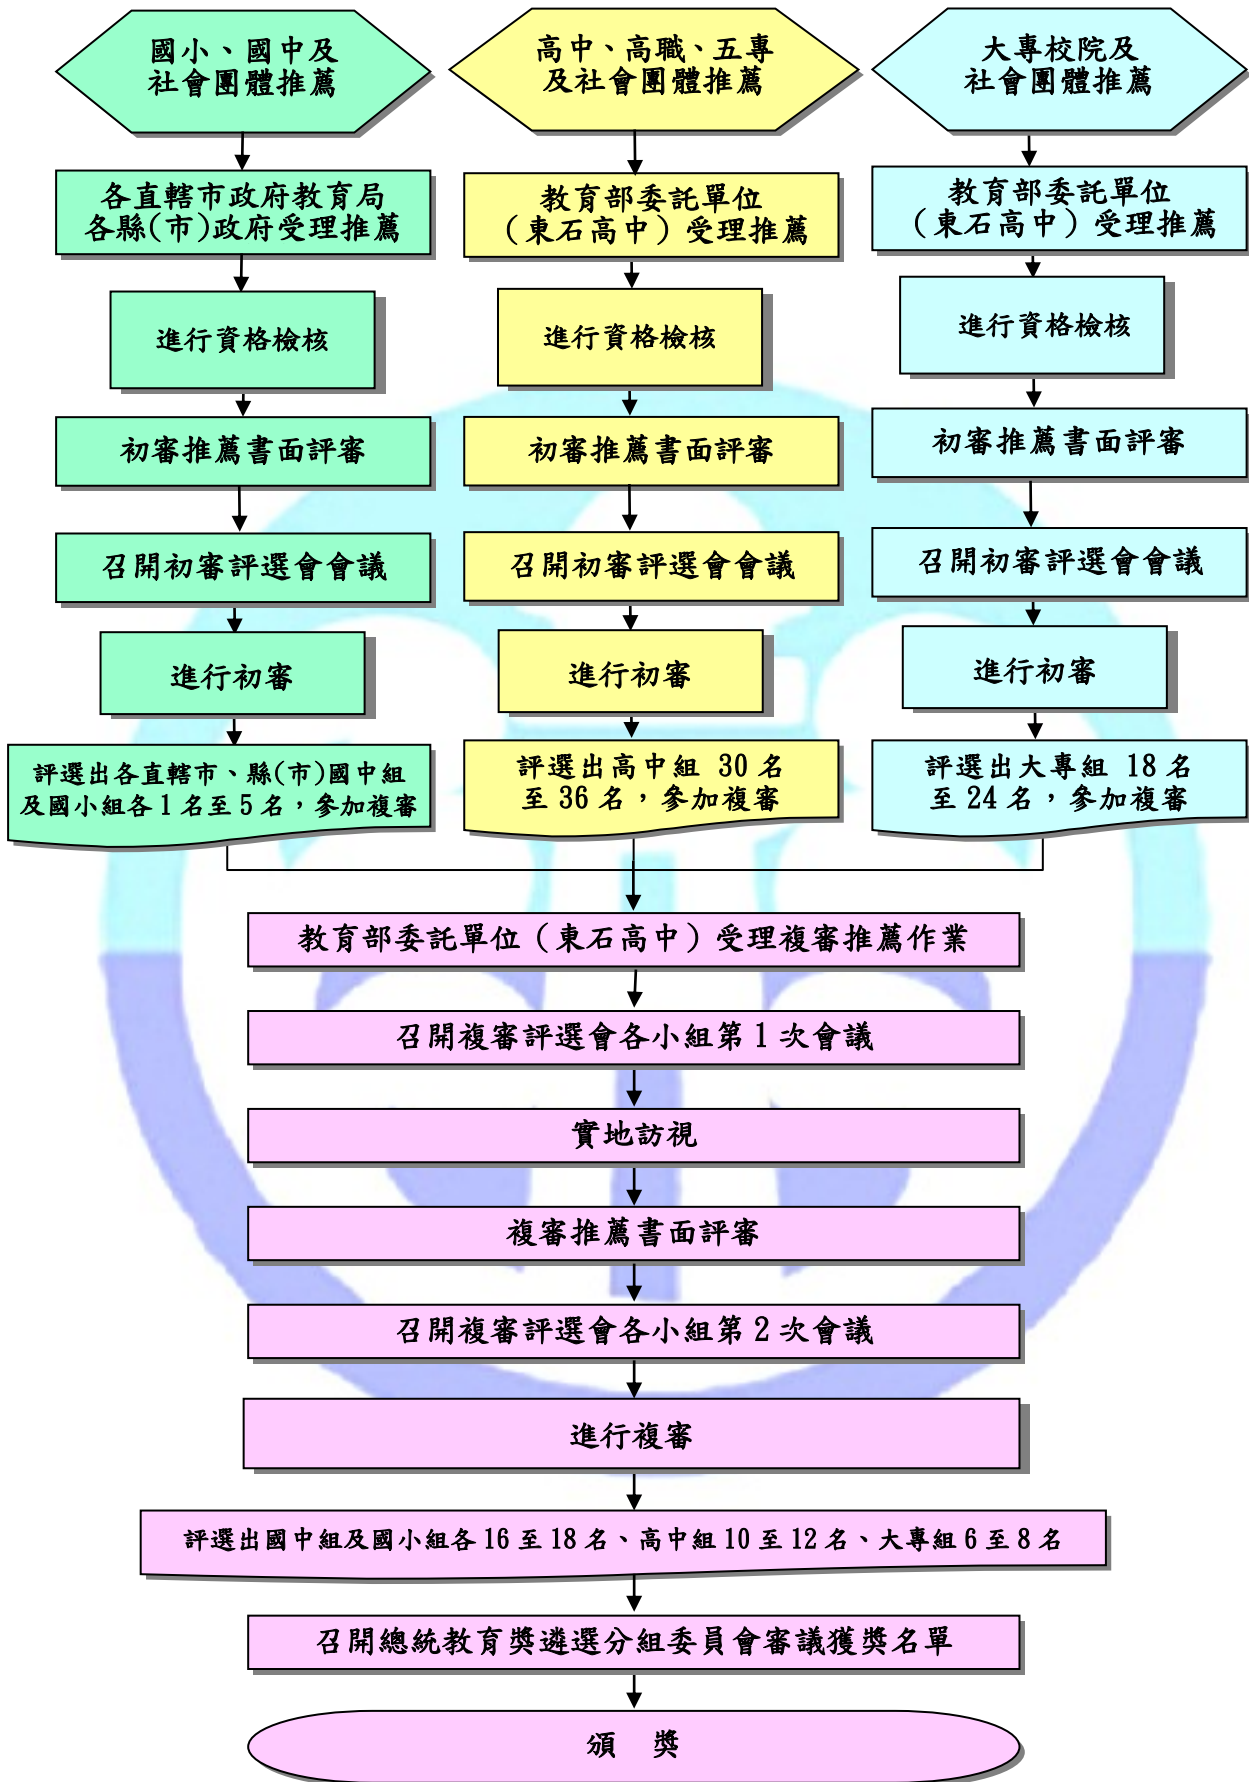 國小、國中及
社會團體推薦
各直轄市政府教育局
各縣(市)政府受理推薦
進行資格檢核
初審推薦書面評審
召開初審評選會會議
進行初審
評選出各直轄市、縣(市)國中組
及國小組各1名至5名，參加複審
高中、高職、五專
及社會團體推薦
教育部委託單位
（東石高中）受理推薦
進行資格檢核
初審推薦書面評審
召開初審評選會會議
進行初審
評選出高中組 30名
至36名，參加複審
大專校院及
社會團體推薦
教育部委託單位
（東石高中）受理推薦
進行資格檢核
初審推薦書面評審
召開初審評選會會議
進行初審
評選出大專組 18名
至24名，參加複審
教育部委託單位（東石高中）受理複審推薦作業
召開複審評選會各小組第1次會議
實地訪視
複審推薦書面評審
召開複審評選會各小組第2次會議
進行複審
評選出國中組及國小組各16至18名、高中組10至12名、大專組6至8名
召開總統教育獎遴選分組委員會審議獲獎名單
頒　獎